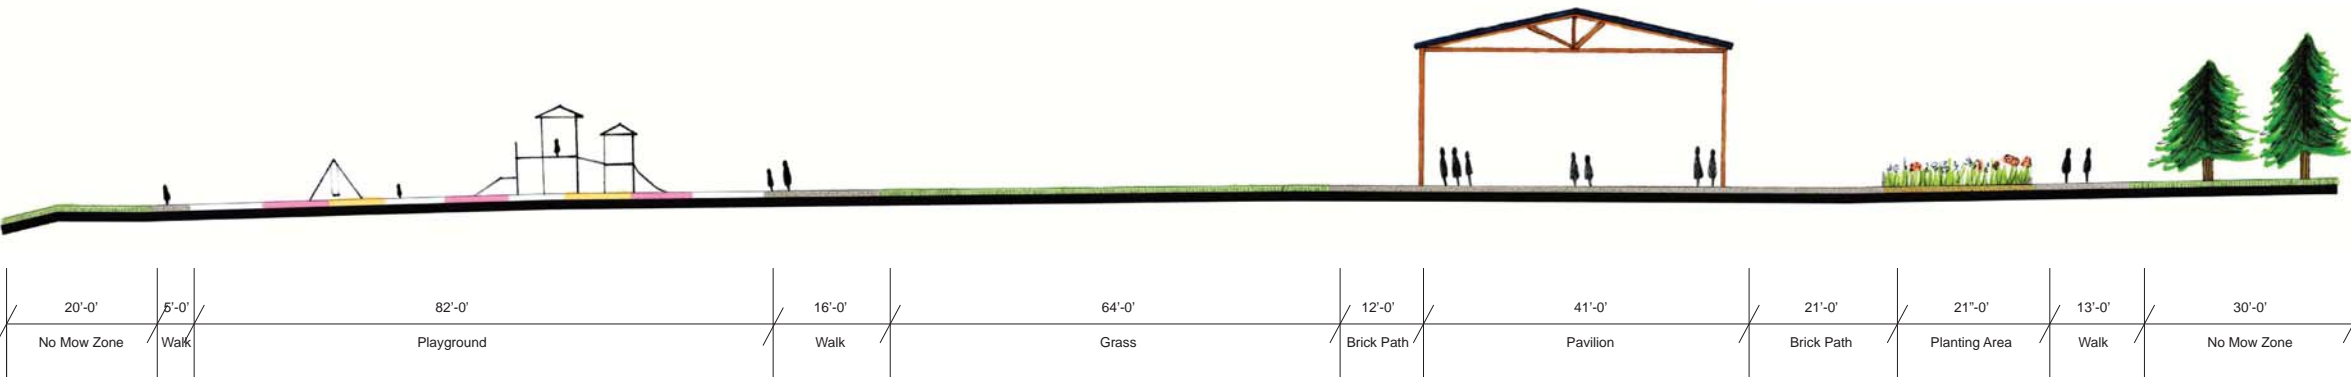 20’-0’ 5’-0’ 82’-0’ 16’-0’ 64’-0’ 12’-0’ 41’-0’ 21’-0’ 21”-0’ 13’-0’ 30’-0’
No Mow Zone Walk Playground Walk Grass Brick Path Pavilion Brick Path Planting Area Walk No Mow Zone